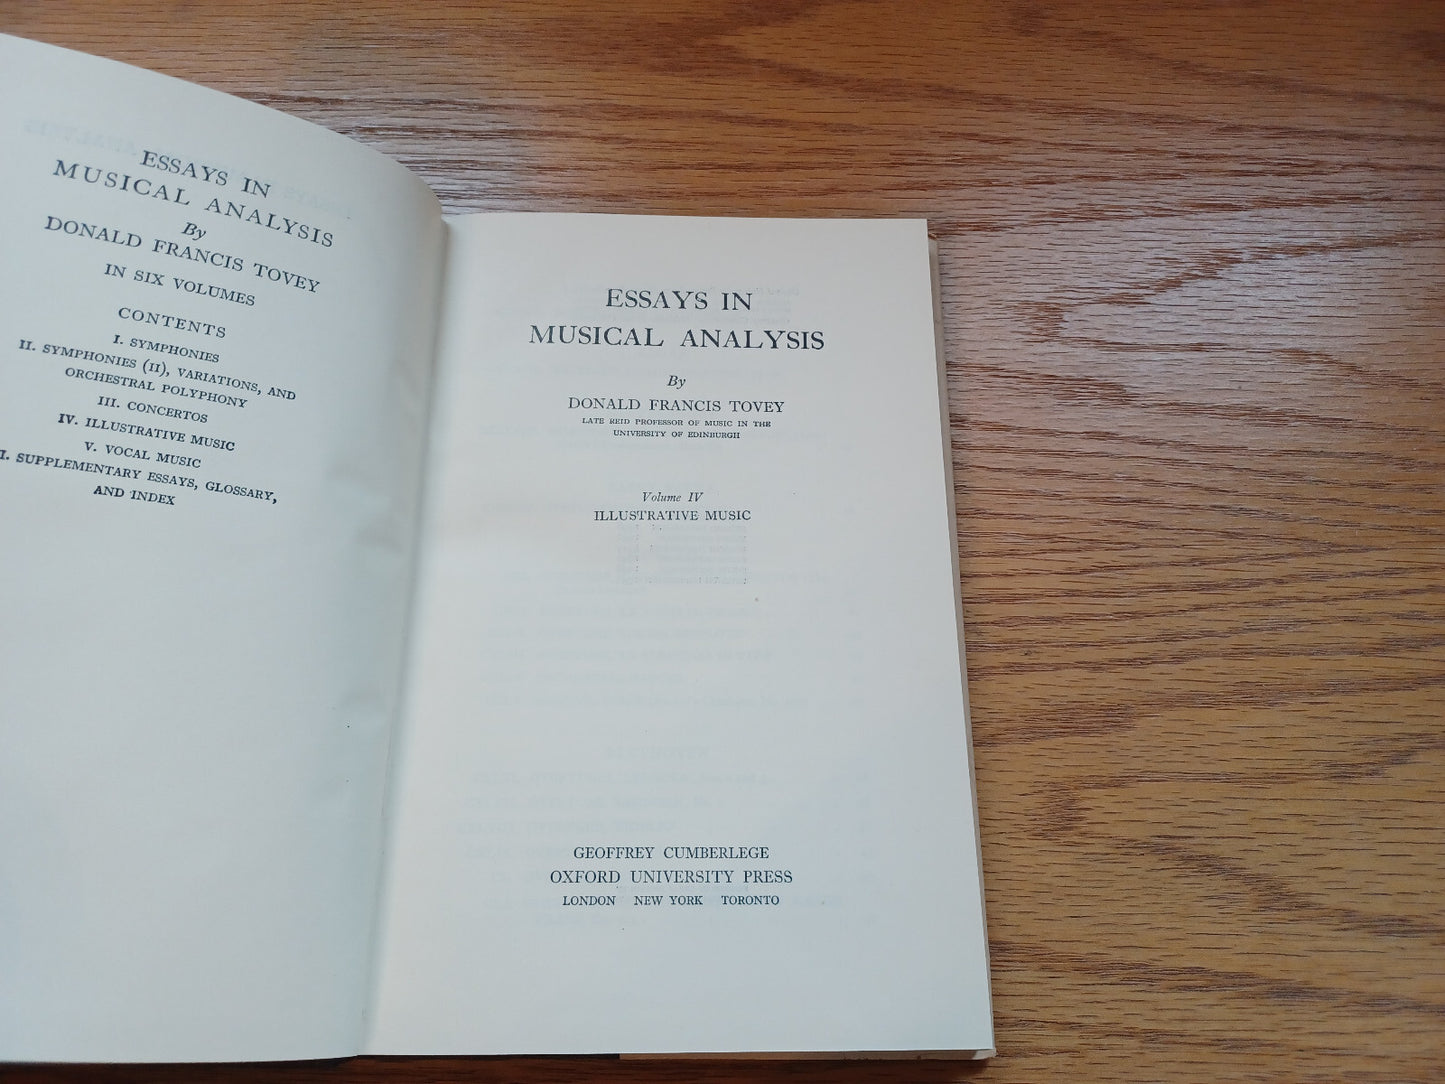 ESSAYS IN
MUSICAL ANALYSIS
By
DONALD FRANCIS TOVEY
IN SIX VOLUMES
CONTENTS
I. SYMPHONIES
II. SYMPHONIES (II), VARIATIONS, AND
ORCHESTRAL POLYPHONY
III. CONCERTOS
IV. ILLUSTRATIVE MUSIC
V. VOCAL MUSIC
I. SUPPLEMENTARY ESSAYS, GLOSSARY,
AND INDEX
ESSAYS IN
MUSICAL ANALYSIS
By
DONALD FRANCIS TOVEY
LATE REID PROFESSOR OF MUSIC IN THE
UNIVERSITY OF EDINBURGH
Volume IV
ILLUSTRATIVE MUSIC
GEOFFREY CUMBERLEGE
OXFORD UNIVERSITY PRESS
LONDON NEW YORK TORONTO